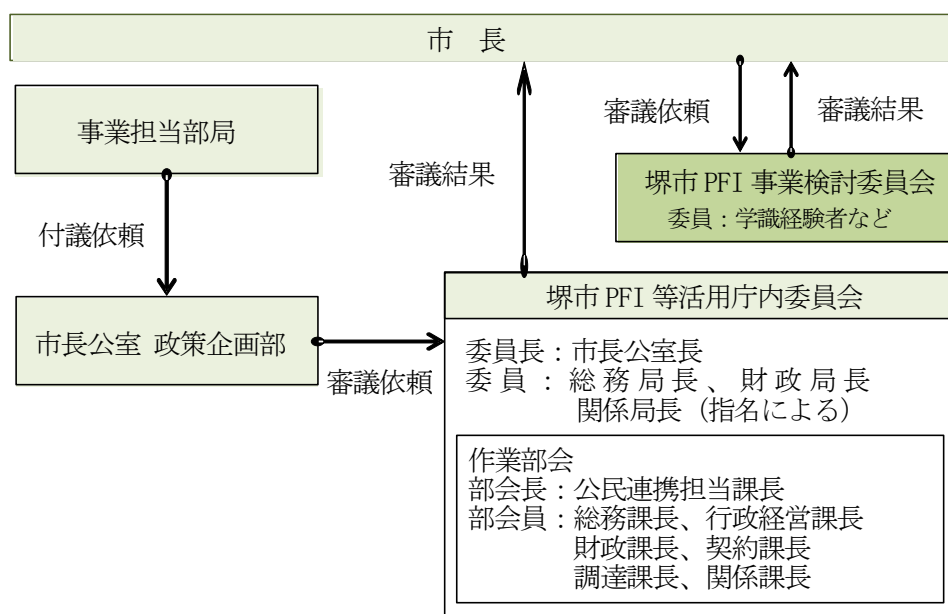 市 長
事業担当部局
審議依頼
審議結果
堺市 PFI 事業検討委員会
委員：学識経験者など
審議結果
付議依頼
市長公室 政策企画部
審議依頼
堺市 PFI 等活用庁内委員会
委員長：市長公室長
委員：総務局長、財政局長
関係局長（指名による）
作業部会
部会長：公民連携担当課長
部会員：総務課長、行政経営課長
財政課長、契約課長
調達課長、関係課長